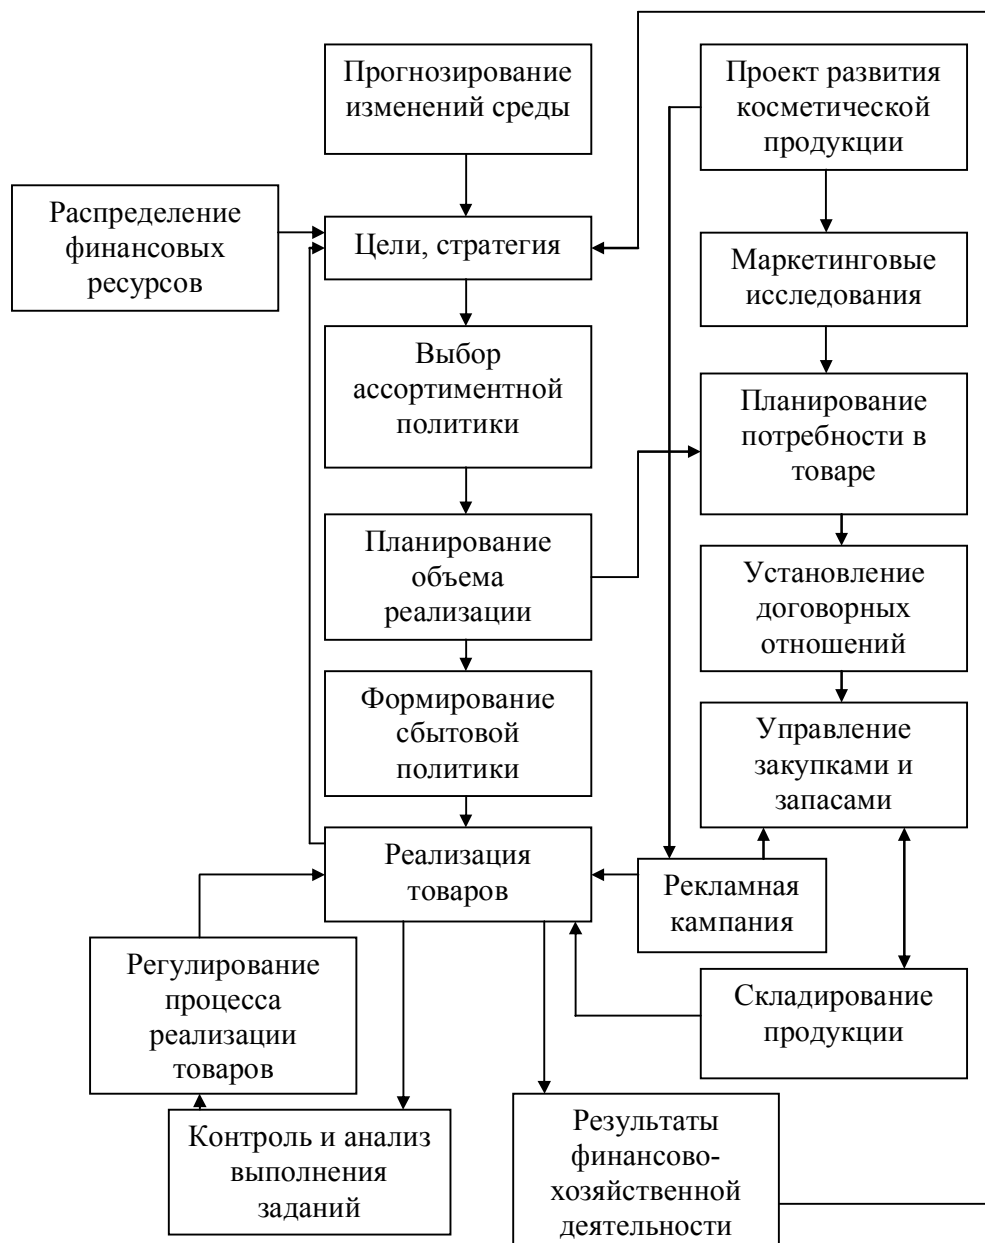 Прогнозирование
изменений среды
Проект развития
косметической
продукции
Распределение
финансовых
ресурсов
Цели, стратегия
Маркетинговые
исследования
Выбор
ассортиментной
политики
Планирование
потребности в
товаре
Планирование
объема
реализации
Установление
договорных
отношений
Формирование
сбытовой
политики
Управление
закупками и
запасами
Реализация
товаров
Рекламная
кампания
Регулирование
процесса
реализации
товаров
Складирование
продукции
Контроль и анализ
выполнения
заданий
Результаты
финансово-
хозяйственной
деятельности